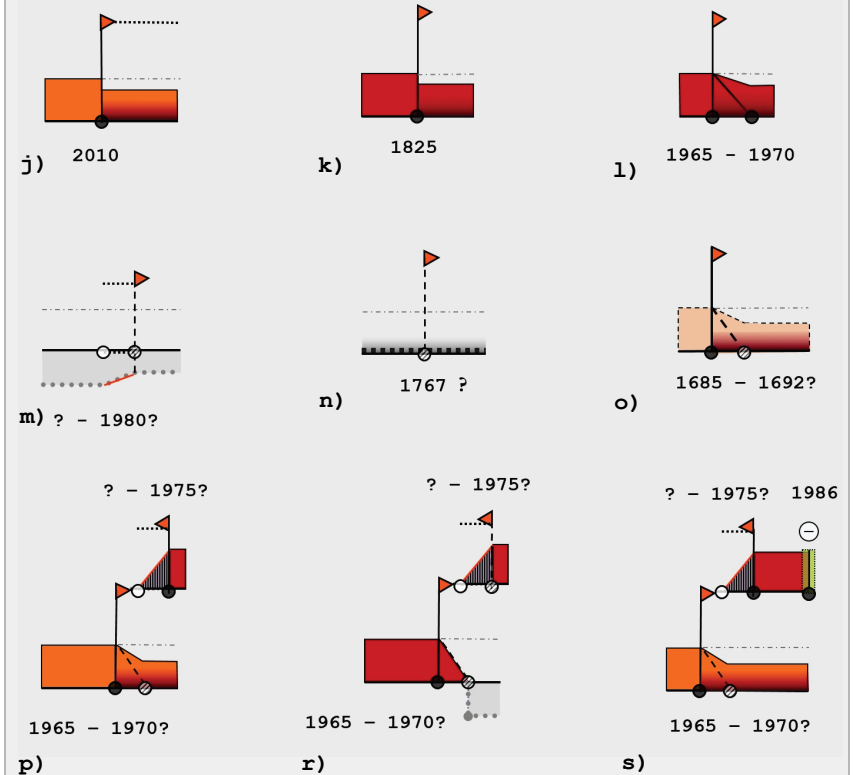 2010
j)
1825
k)
1965 – 1970
l)
? – 1980?
m)
1767 ?
n)
1685 – 1692?
o)
? – 1975?
1965 – 1970?
p)
? – 1975?
1965 – 1970?
r)
? – 1975? 1986
1965 – 1970?
s)